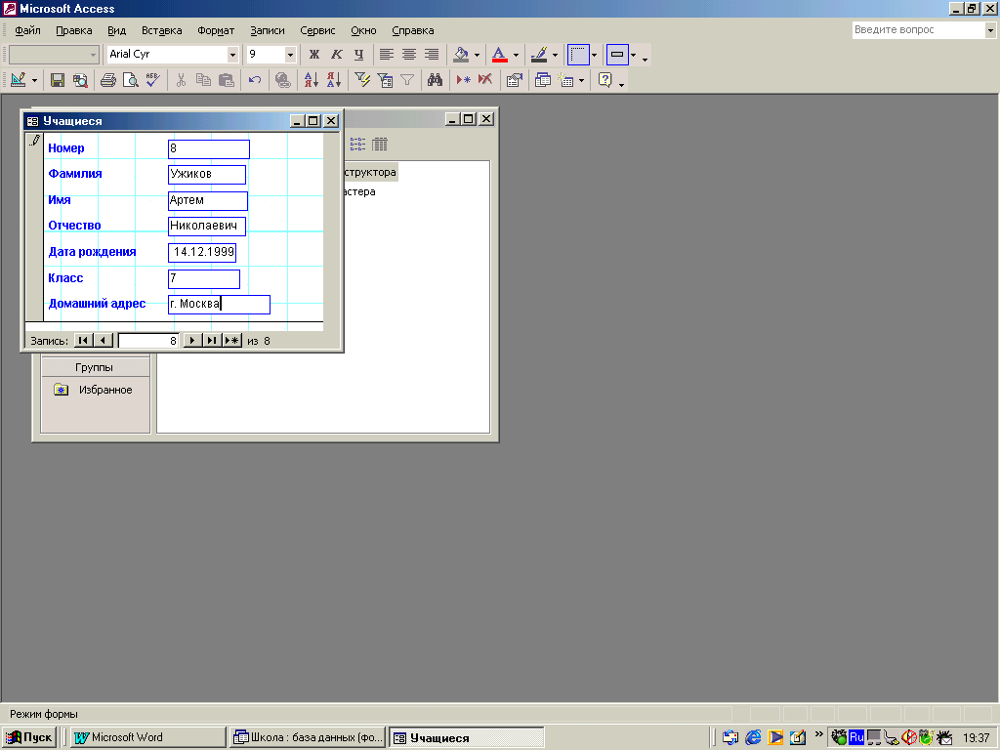 Microsoft Access
Файл Правка Вид Вставка Формат Записи Сервис Окно Справка
Введите вопрос
Arial Cyr 9 Ж К Ч
Учащиеся
Номер 8
Фамилия Ужиков
Имя Артем
Отчество Николаевич
Дата рождения 14.12.1999
Класс 7
Домашний адрес г. Москва
Запись: 8 из 8
структора
астера
Группы
Избранное
Режим формы
Пуск
Microsoft Word
Школа : база данных (фо...
Учащиеся
Ru
19:37